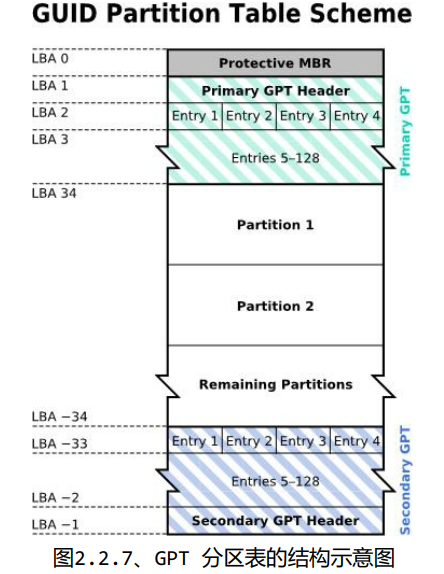 GUID Partition Table Scheme
LBA 0
Protective MBR
LBA 1
Primary GPT Header
LBA 2
Entry 1 Entry 2 Entry 3 Entry 4
LBA 3
Entries 5–128
Primary GPT
LBA 34
Partition 1
Partition 2
Remaining Partitions
LBA −34
LBA −33
Entry 1 Entry 2 Entry 3 Entry 4
Entries 5–128
LBA −2
Secondary GPT Header
LBA −1
Secondary GPT
图2.2.7、GPT 分区表的结构示意图